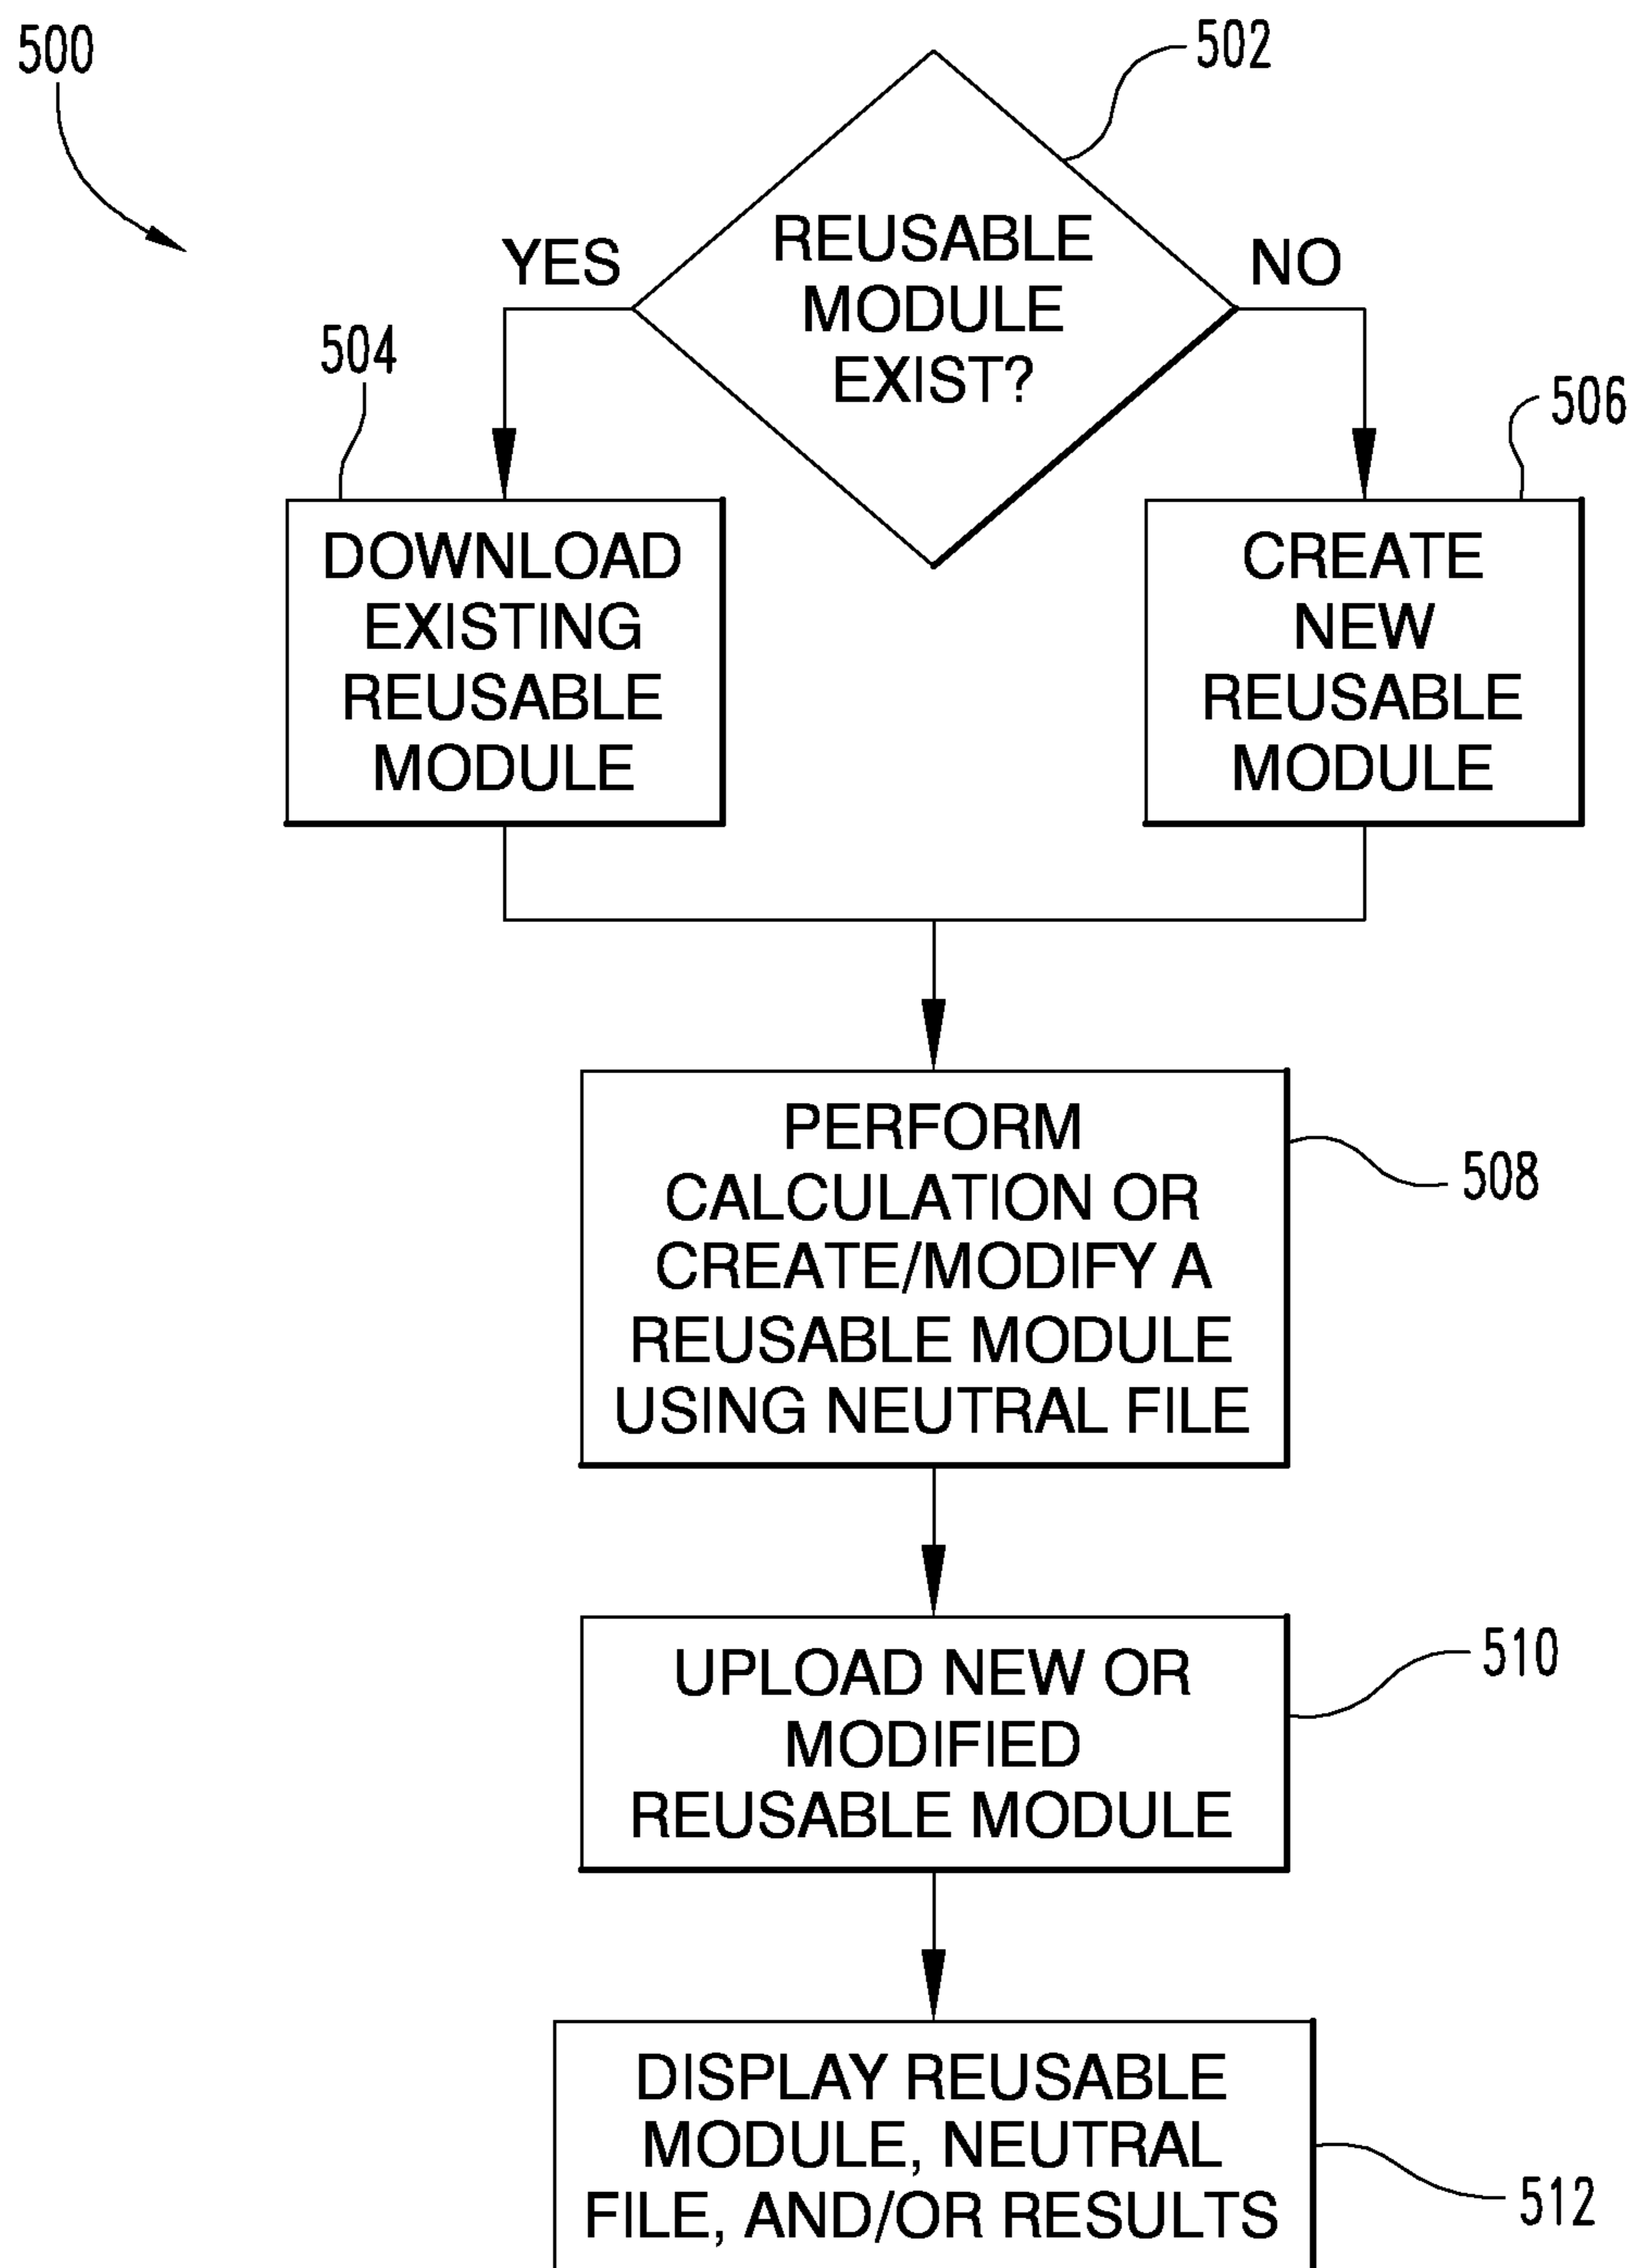 500
502
REUSABLE
MODULE
EXIST?
YES
NO
504
506
DOWNLOAD
EXISTING
REUSABLE
MODULE
CREATE
NEW
REUSABLE
MODULE
PERFORM
CALCULATION OR
CREATE/MODIFY A
REUSABLE MODULE
USING NEUTRAL FILE
508
UPLOAD NEW OR
MODIFIED
REUSABLE MODULE
510
DISPLAY REUSABLE
MODULE, NEUTRAL
FILE, AND/OR RESULTS
512